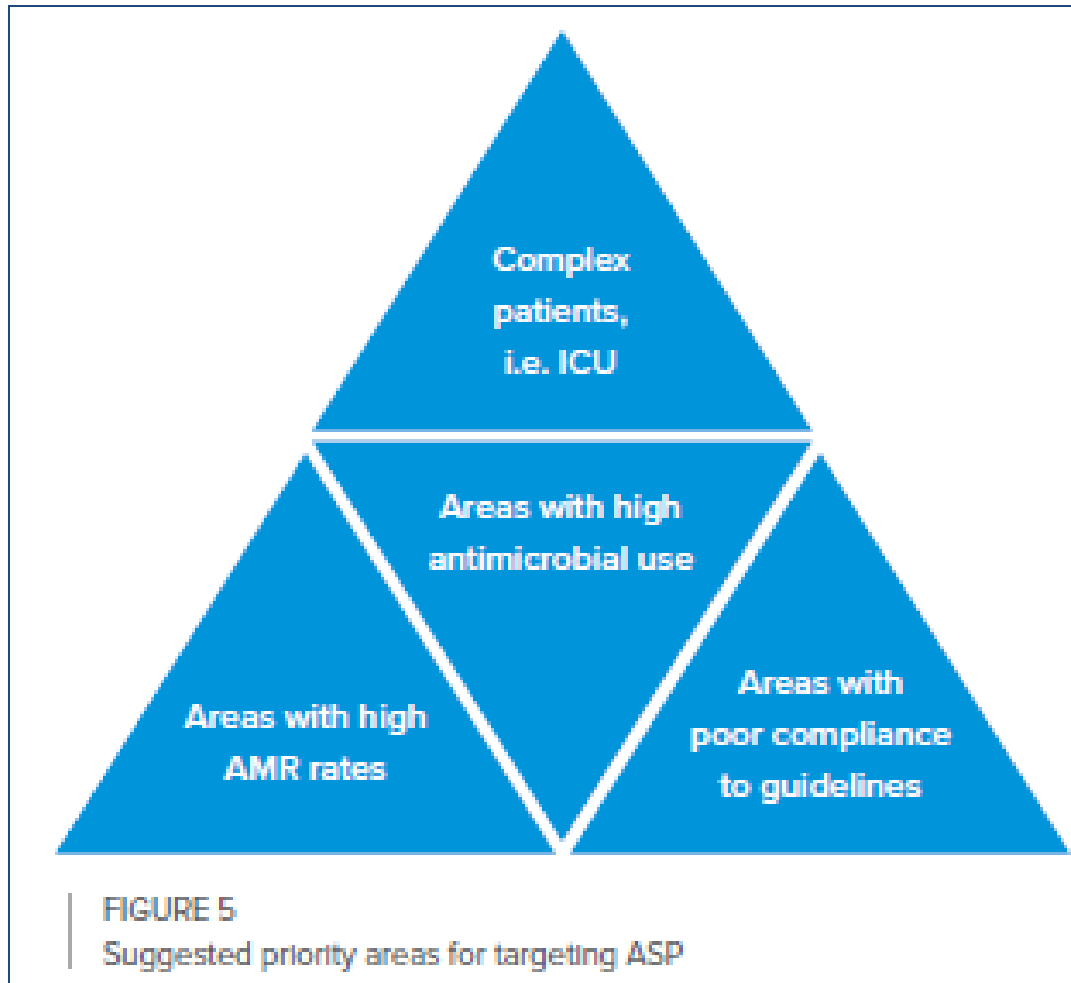 Complex
patients,
i.e. ICU
Areas with high
antimicrobial use
Areas with high
AMR rates
Areas with
poor compliance
to guidelines
FIGURE 5
Suggested priority areas for targeting ASP